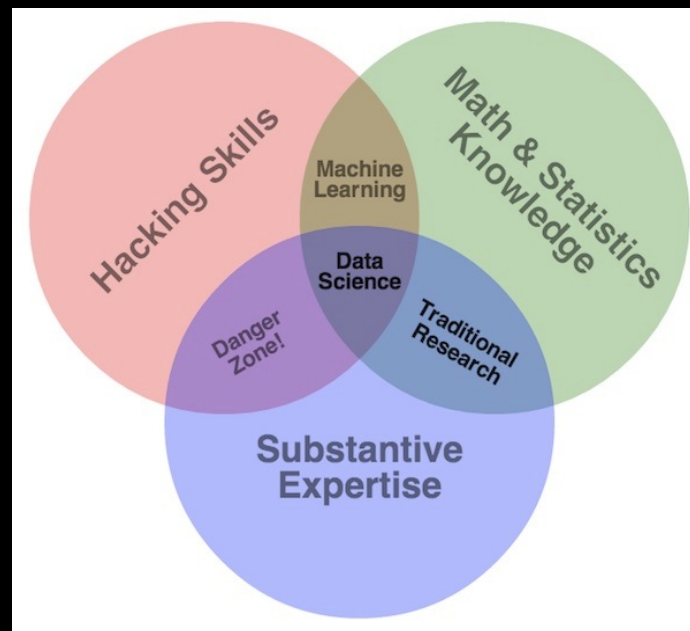 Hacking Skills
Math & Statistics
Knowledge
Machine
Learning
Data
Science
Danger
Zone!
Traditional
Research
Substantive
Expertise